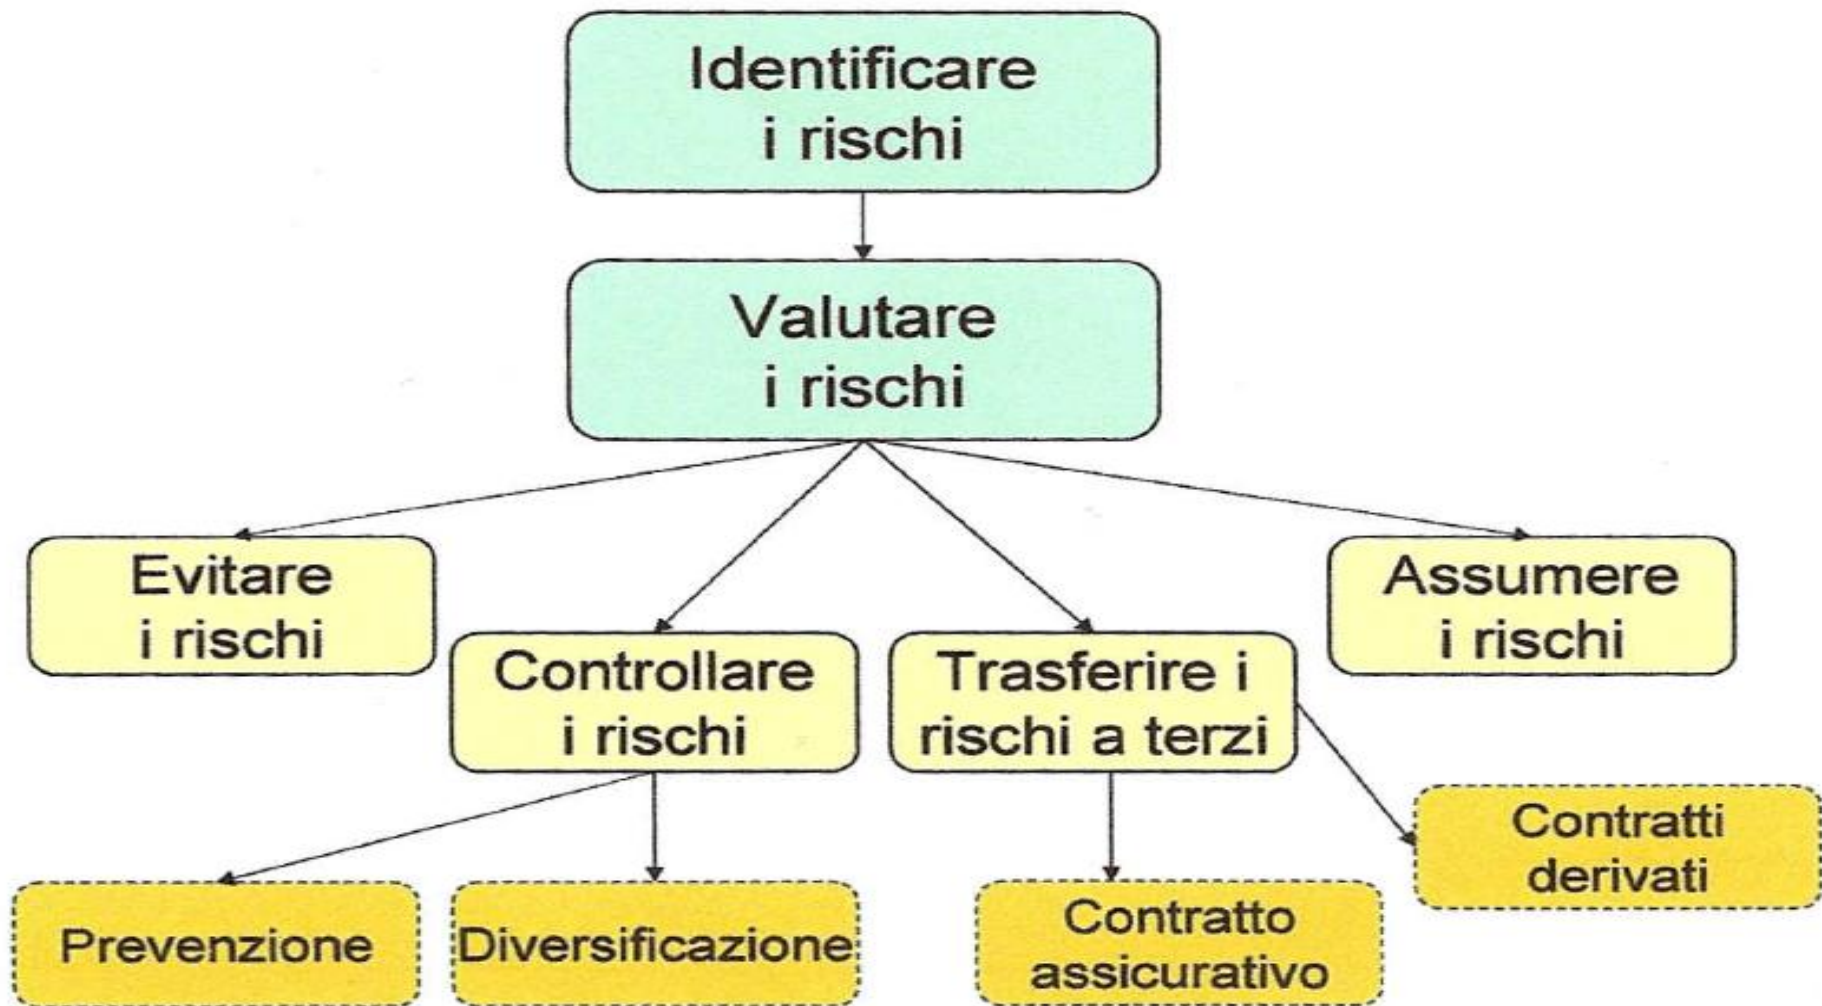 Identificare
i rischi
Valutare
i rischi
Evitare
i rischi
Assumere
i rischi
Controllare
i rischi
Trasferire i
rischi a terzi
Contratti
derivati
Prevenzione
Diversificazione
Contratto
assicurativo